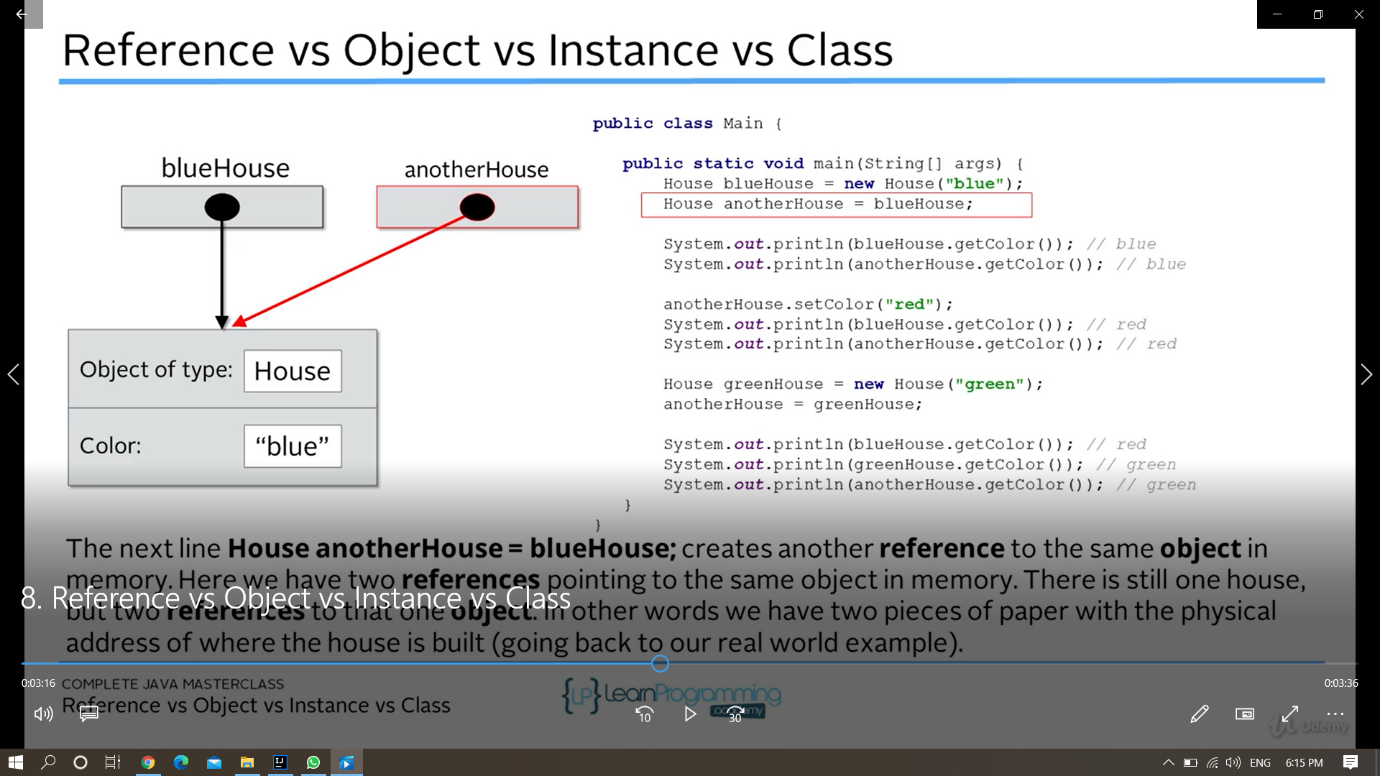 Reference vs Object vs Instance vs Class
blueHouse
anotherHouse
Object of type: House
Color: “blue”
public class Main {
public static void main(String[] args) {
House blueHouse = new House("blue");
House anotherHouse = blueHouse;
System.out.println(blueHouse.getColor()); // blue
System.out.println(anotherHouse.getColor()); // blue
anotherHouse.setColor("red");
System.out.println(blueHouse.getColor()); // red
System.out.println(anotherHouse.getColor()); // red
House greenHouse = new House("green");
anotherHouse = greenHouse;
System.out.println(blueHouse.getColor()); // red
System.out.println(greenHouse.getColor()); // green
System.out.println(anotherHouse.getColor()); // green
}
}
The next line House anotherHouse = blueHouse; creates another reference to the same object in
memory. Here we have two references pointing to the same object in memory. There is still one house,
8. Reference vs Object vs Instance vs Class
but two references to that one object. In other words we have two pieces of paper with the physical
address of where the house is built (going back to our real world example).
0:03:16
0:03:36
COMPLETE JAVA MASTERCLASS
Reference vs Object vs Instance vs Class
{LP} LearnProgramming
academy
10
30
Udemy
ENG
6:15 PM